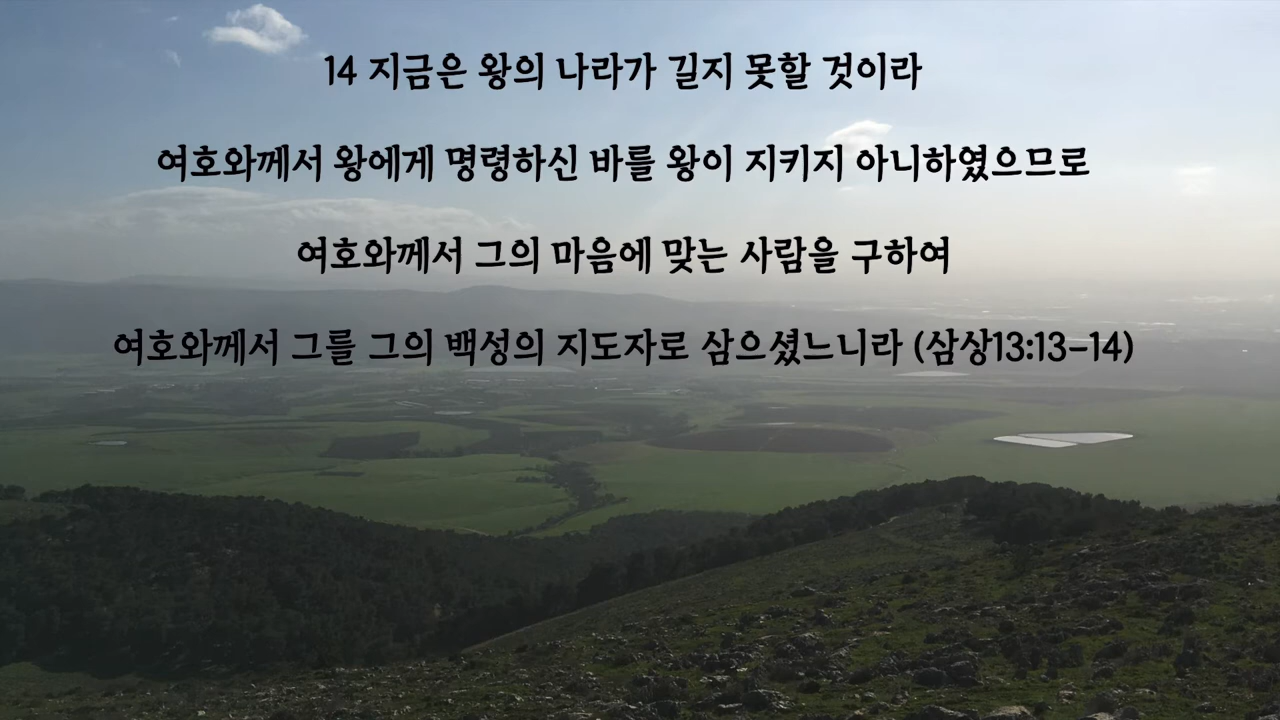 14 지금은 왕의 나라가 길지 못할 것이라
여호와께서 왕에게 명령하신 바를 왕이 지키지 아니하였으므로
여호와께서 그의 마음에 맞는 사람을 구하여
여호와께서 그를 그의 백성의 지도자로 삼으셨느니라 (삼상13:13-14)